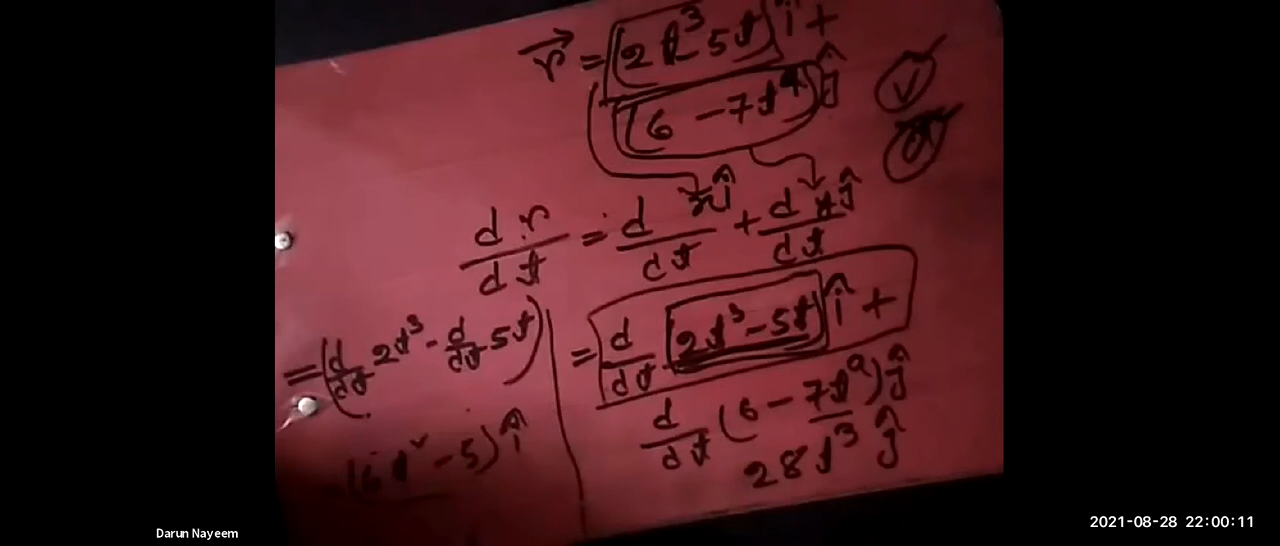 r⃗ = (2t³ 5t) î +
(6 - 7t⁴) ĵ
dr/dt = d/dt xî + d/dt yĵ
= d/dt (2t³ - 5t) î +
d/dt (6 - 7t⁴) ĵ
28t³ ĵ
= (d/dt 2t³ - d/dt 5t)
(6t² - 5) î
Darun Nayeem
2021-08-28 22:00:11